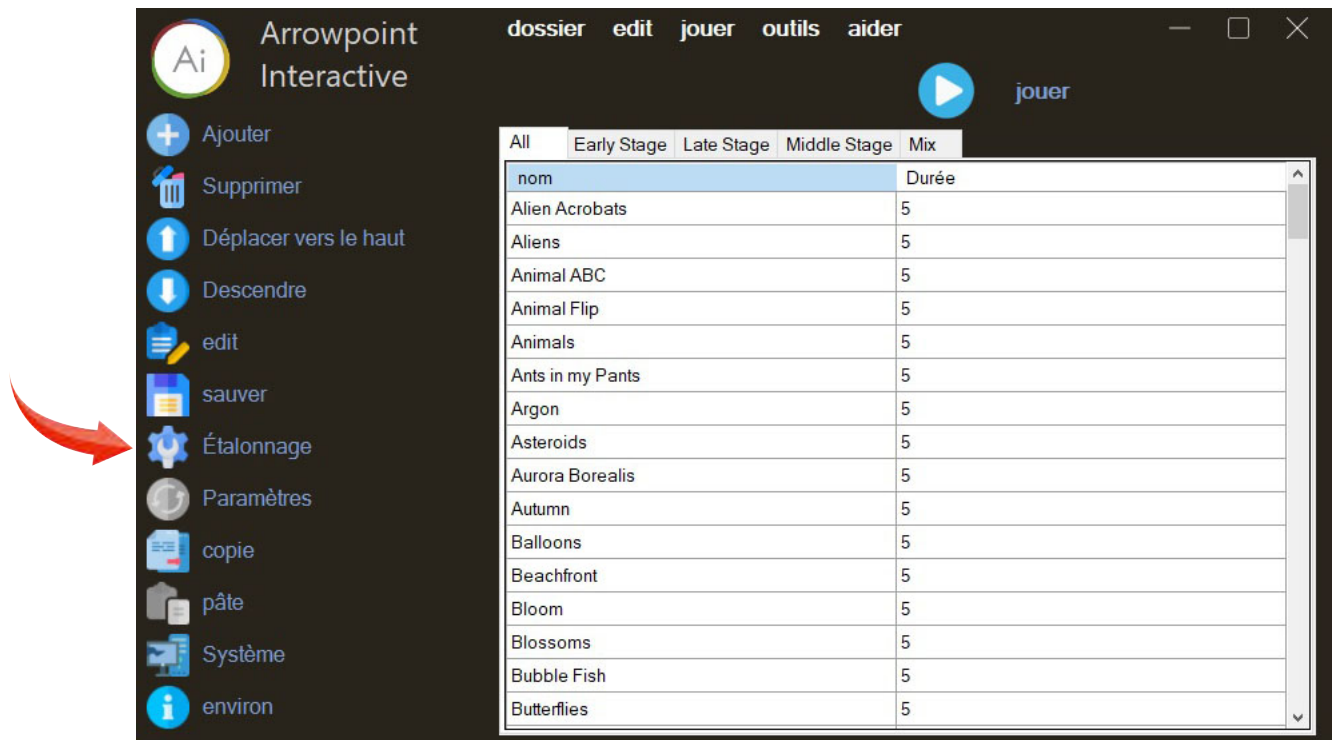 Ai
Arrowpoint
Interactive
dossier edit jouer outils aider
jouer
Ajouter
Supprimer
Déplacer vers le haut
Descendre
edit
sauver
Étalonnage
Paramètres
copie
pâte
Système
environ
All Early Stage Late Stage Middle Stage Mix
nom Durée
Alien Acrobats 5
Aliens 5
Animal ABC 5
Animal Flip 5
Animals 5
Ants in my Pants 5
Argon 5
Asteroids 5
Aurora Borealis 5
Autumn 5
Balloons 5
Beachfront 5
Bloom 5
Blossoms 5
Bubble Fish 5
Butterflies 5